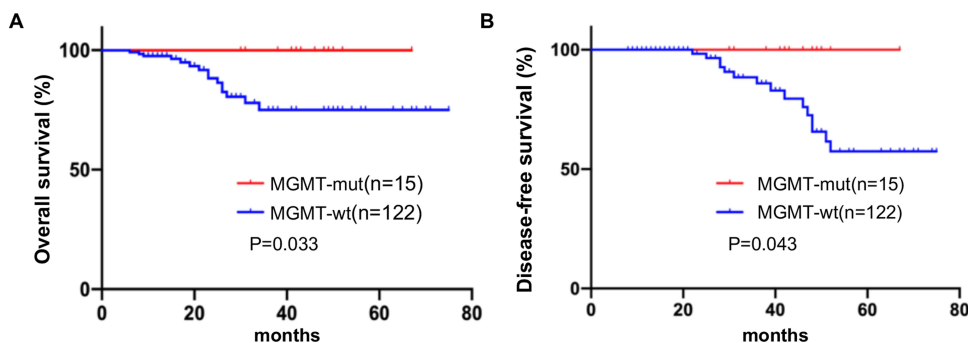 A
Overall survival (%)
100
50
0
0 20 40 60 80
months
MGMT-mut(n=15)
MGMT-wt(n=122)
P=0.033
B
Disease-free survival (%)
100
50
0
0 20 40 60 80
months
MGMT-mut(n=15)
MGMT-wt(n=122)
P=0.043